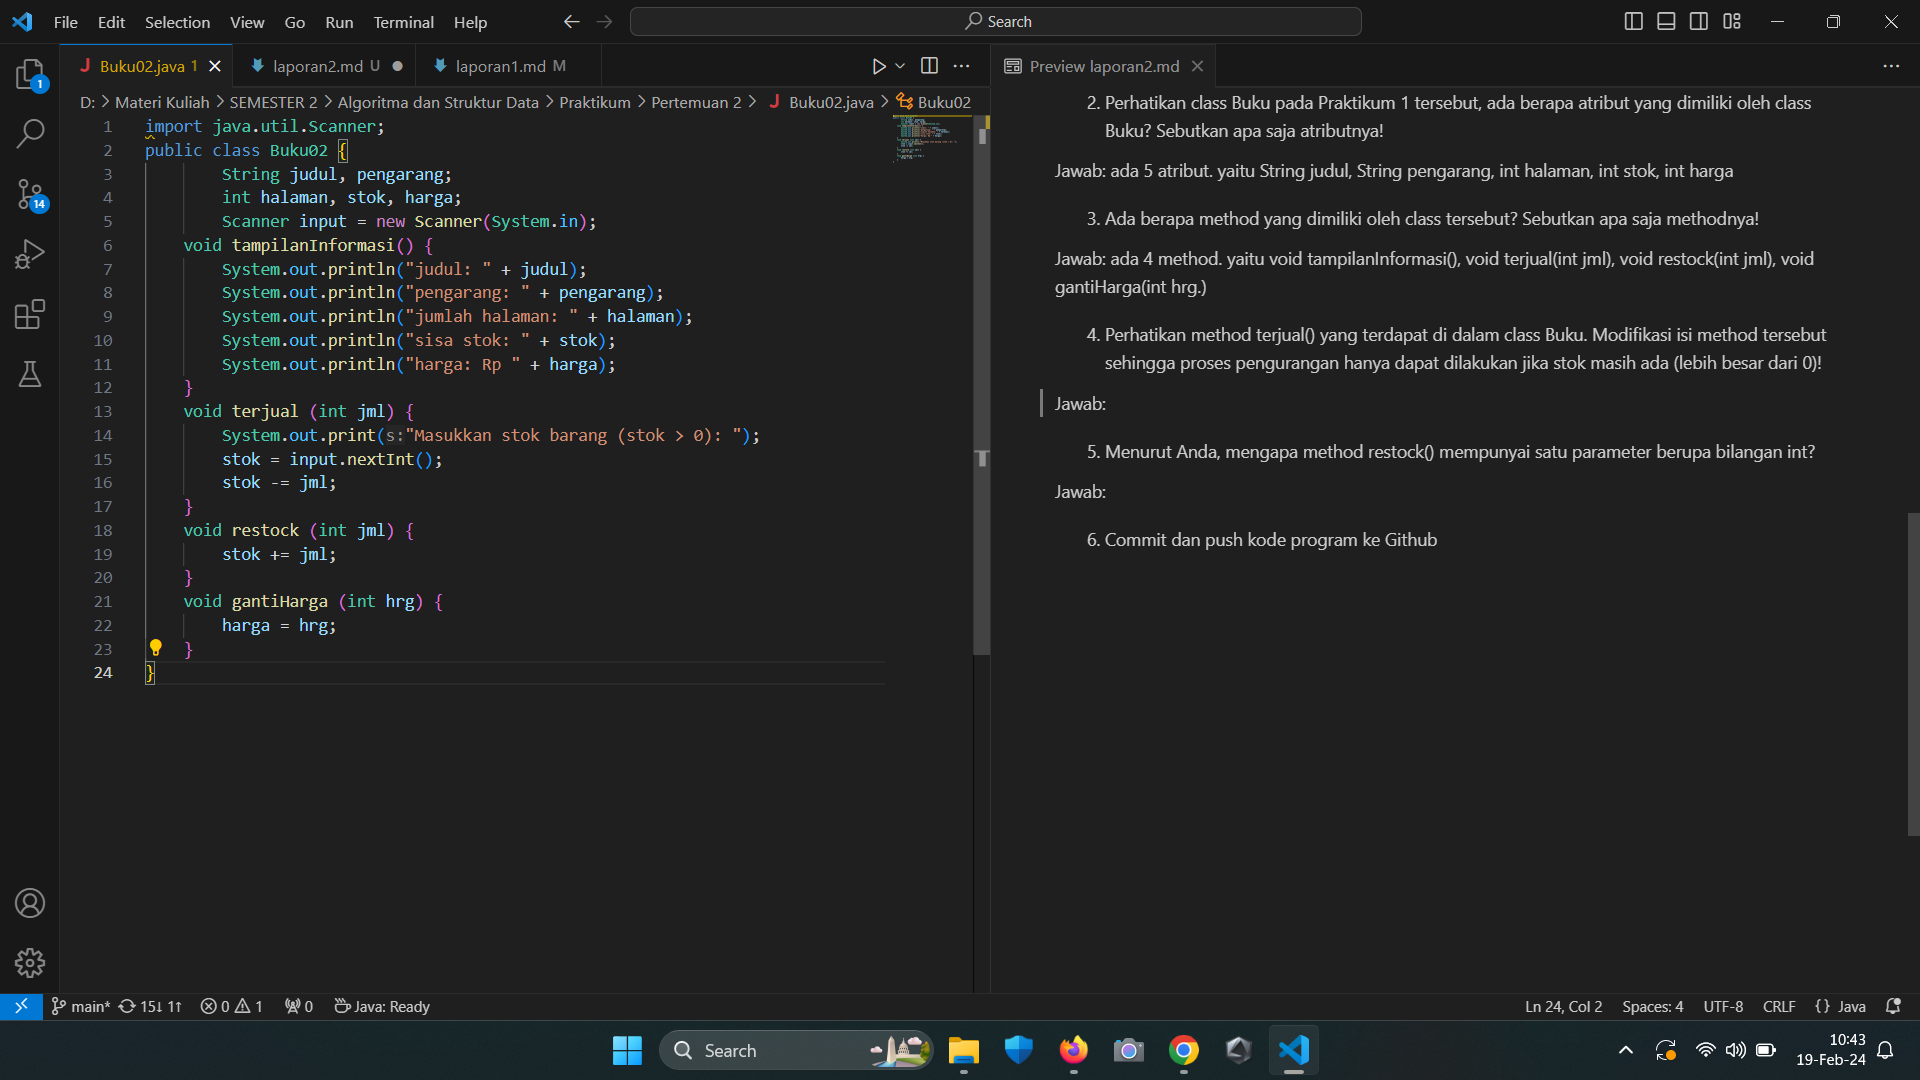 File Edit Selection View Go Run Terminal Help
Search
Buku02.java 1
laporan2.md U
laporan1.md M
Preview laporan2.md
1
14
D: > Materi Kuliah > SEMESTER 2 > Algoritma dan Struktur Data > Praktikum > Pertemuan 2 > Buku02.java > Buku02
1 import java.util.Scanner;
2 public class Buku02 {
3 String judul, pengarang;
4 int halaman, stok, harga;
5 Scanner input = new Scanner(System.in);
6 void tampilanInformasi() {
7 System.out.println("judul: " + judul);
8 System.out.println("pengarang: " + pengarang);
9 System.out.println("jumlah halaman: " + halaman);
10 System.out.println("sisa stok: " + stok);
11 System.out.println("harga: Rp " + harga);
12 }
13 void terjual (int jml) {
14 System.out.print(s:"Masukkan stok barang (stok > 0): ");
15 stok = input.nextInt();
16 stok -= jml;
17 }
18 void restock (int jml) {
19 stok += jml;
20 }
21 void gantiHarga (int hrg) {
22 harga = hrg;
23 }
24 }
2. Perhatikan class Buku pada Praktikum 1 tersebut, ada berapa atribut yang dimiliki oleh class
Buku? Sebutkan apa saja atributnya!
Jawab: ada 5 atribut. yaitu String judul, String pengarang, int halaman, int stok, int harga
3. Ada berapa method yang dimiliki oleh class tersebut? Sebutkan apa saja methodnya!
Jawab: ada 4 method. yaitu void tampilanInformasi(), void terjual(int jml), void restock(int jml), void
gantiHarga(int hrg.)
4. Perhatikan method terjual() yang terdapat di dalam class Buku. Modifikasi isi method tersebut
sehingga proses pengurangan hanya dapat dilakukan jika stok masih ada (lebih besar dari 0)!
Jawab:
5. Menurut Anda, mengapa method restock() mempunyai satu parameter berupa bilangan int?
Jawab:
6. Commit dan push kode program ke Github
main* 15↓ 1↑ 0 1 0 Java: Ready
Ln 24, Col 2 Spaces: 4 UTF-8 CRLF {} Java
Search
10:43
19-Feb-24